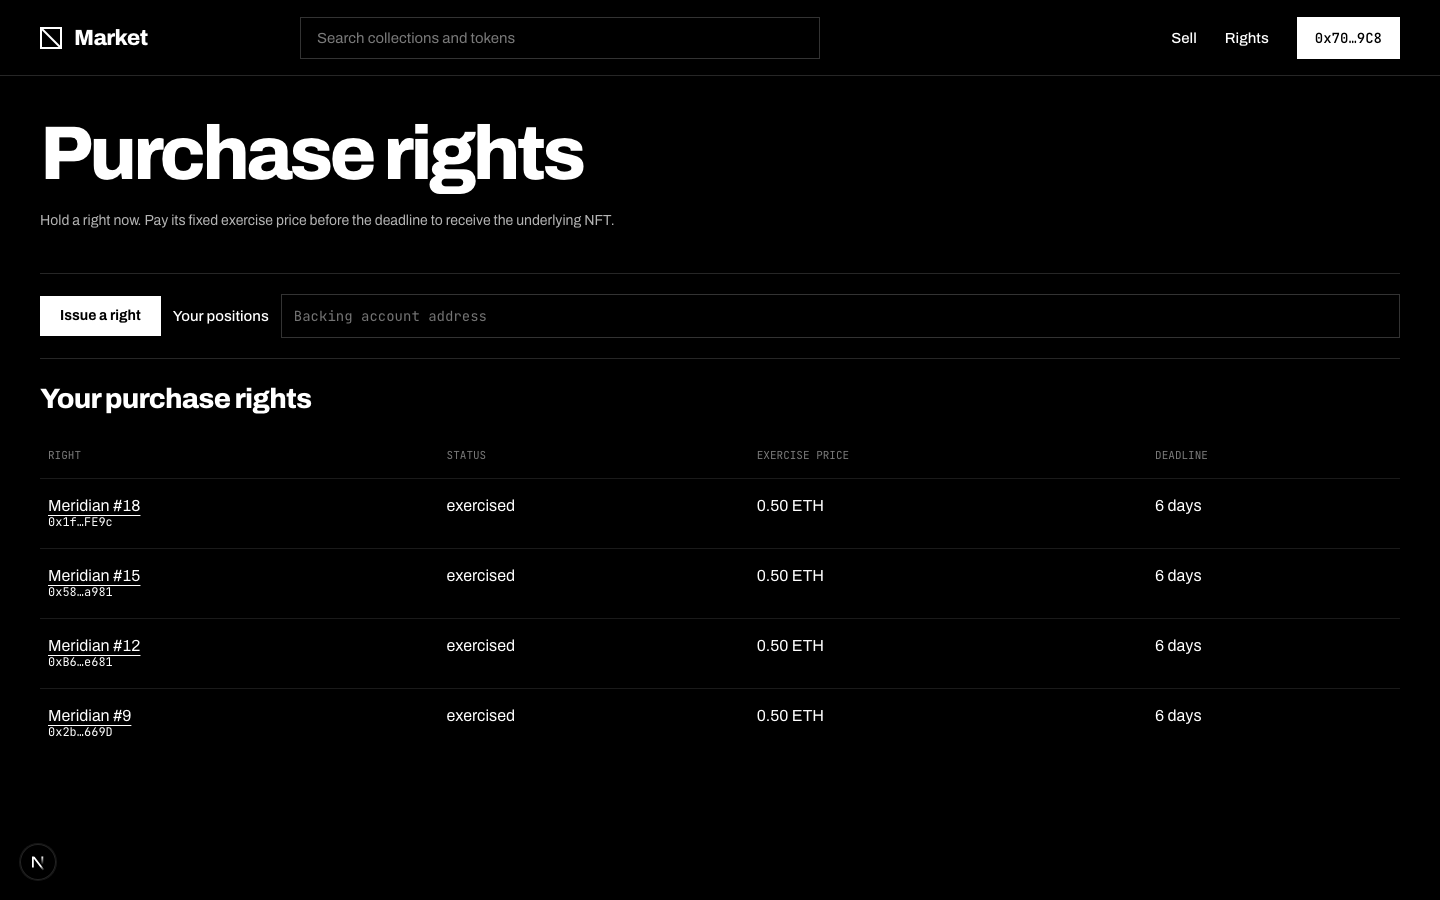 Market
Search collections and tokens
Sell
Rights
0x70…9C8
Purchase rights
Hold a right now. Pay its fixed exercise price before the deadline to receive the underlying NFT.
Issue a right
Your positions
Backing account address
Your purchase rights
RIGHT STATUS EXERCISE PRICE DEADLINE
Meridian #18 exercised 0.50 ETH 6 days
0x1f…FE9c
Meridian #15 exercised 0.50 ETH 6 days
0x58…a981
Meridian #12 exercised 0.50 ETH 6 days
0xB6…e681
Meridian #9 exercised 0.50 ETH 6 days
0x2b…669D
N